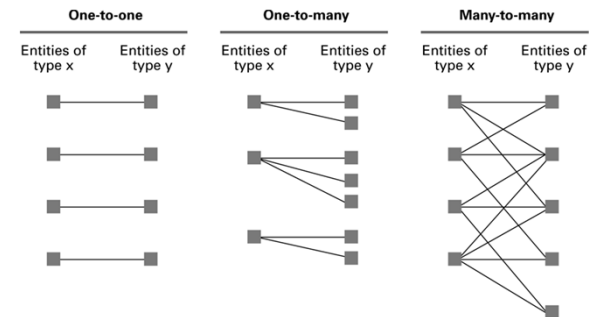 One-to-one
One-to-many
Many-to-many
Entities of type x
Entities of type y
Entities of type x
Entities of type y
Entities of type x
Entities of type y